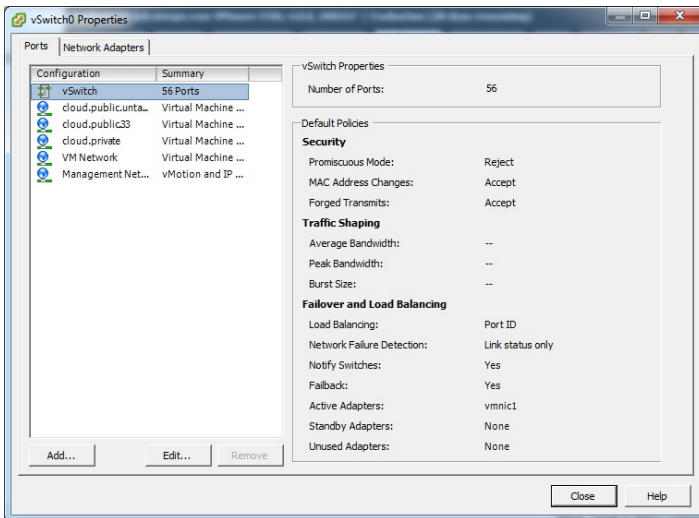 vSwitch0 Properties
Ports
Network Adapters
Configuration Summary
vSwitch 56 Ports
cloud.public.unta... Virtual Machine ...
cloud.public.33 Virtual Machine ...
cloud.private Virtual Machine ...
VM Network Virtual Machine ...
Management Net... vMotion and IP ...
Add...
Edit...
Remove
vSwitch Properties
Number of Ports: 56
Default Policies
Security
Promiscuous Mode: Reject
MAC Address Changes: Accept
Forged Transmits: Accept
Traffic Shaping
Average Bandwidth: --
Peak Bandwidth: --
Burst Size: --
Failover and Load Balancing
Load Balancing: Port ID
Network Failure Detection: Link status only
Notify Switches: Yes
Failback: Yes
Active Adapters: vmnic1
Standby Adapters: None
Unused Adapters: None
Close
Help